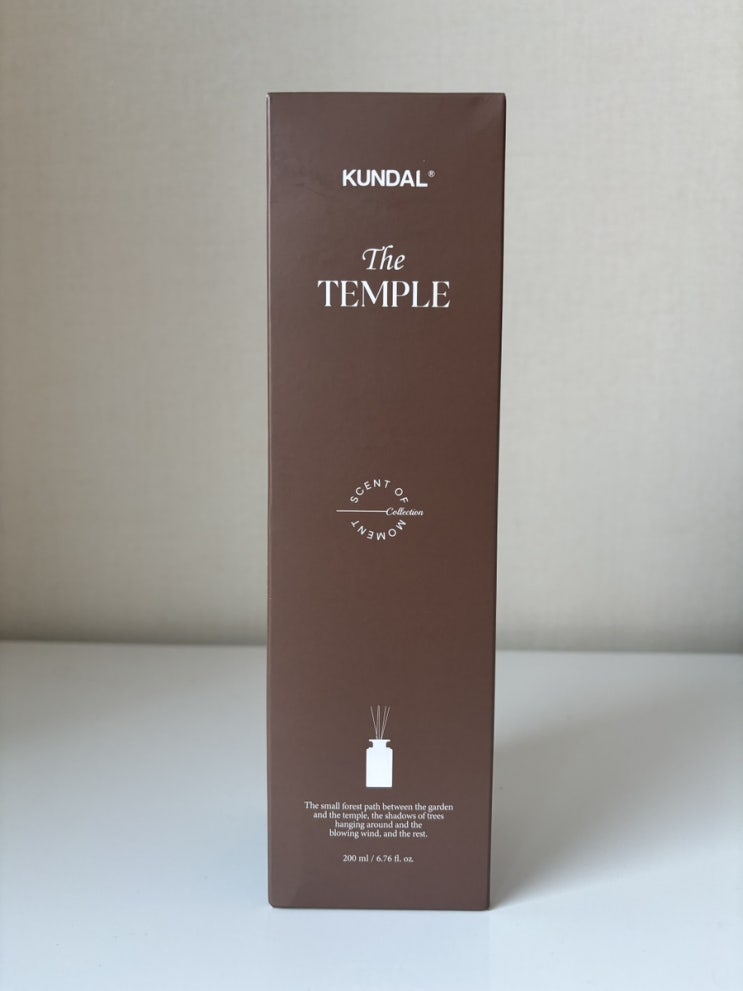 KUNDAL®
The
TEMPLE
SCENT OF
Collection
MOMENT
The small forest path between the garden
and the temple, the shadows of trees
hanging around and the
blowing wind, and the rest.
200 ml / 6.76 fl. oz.